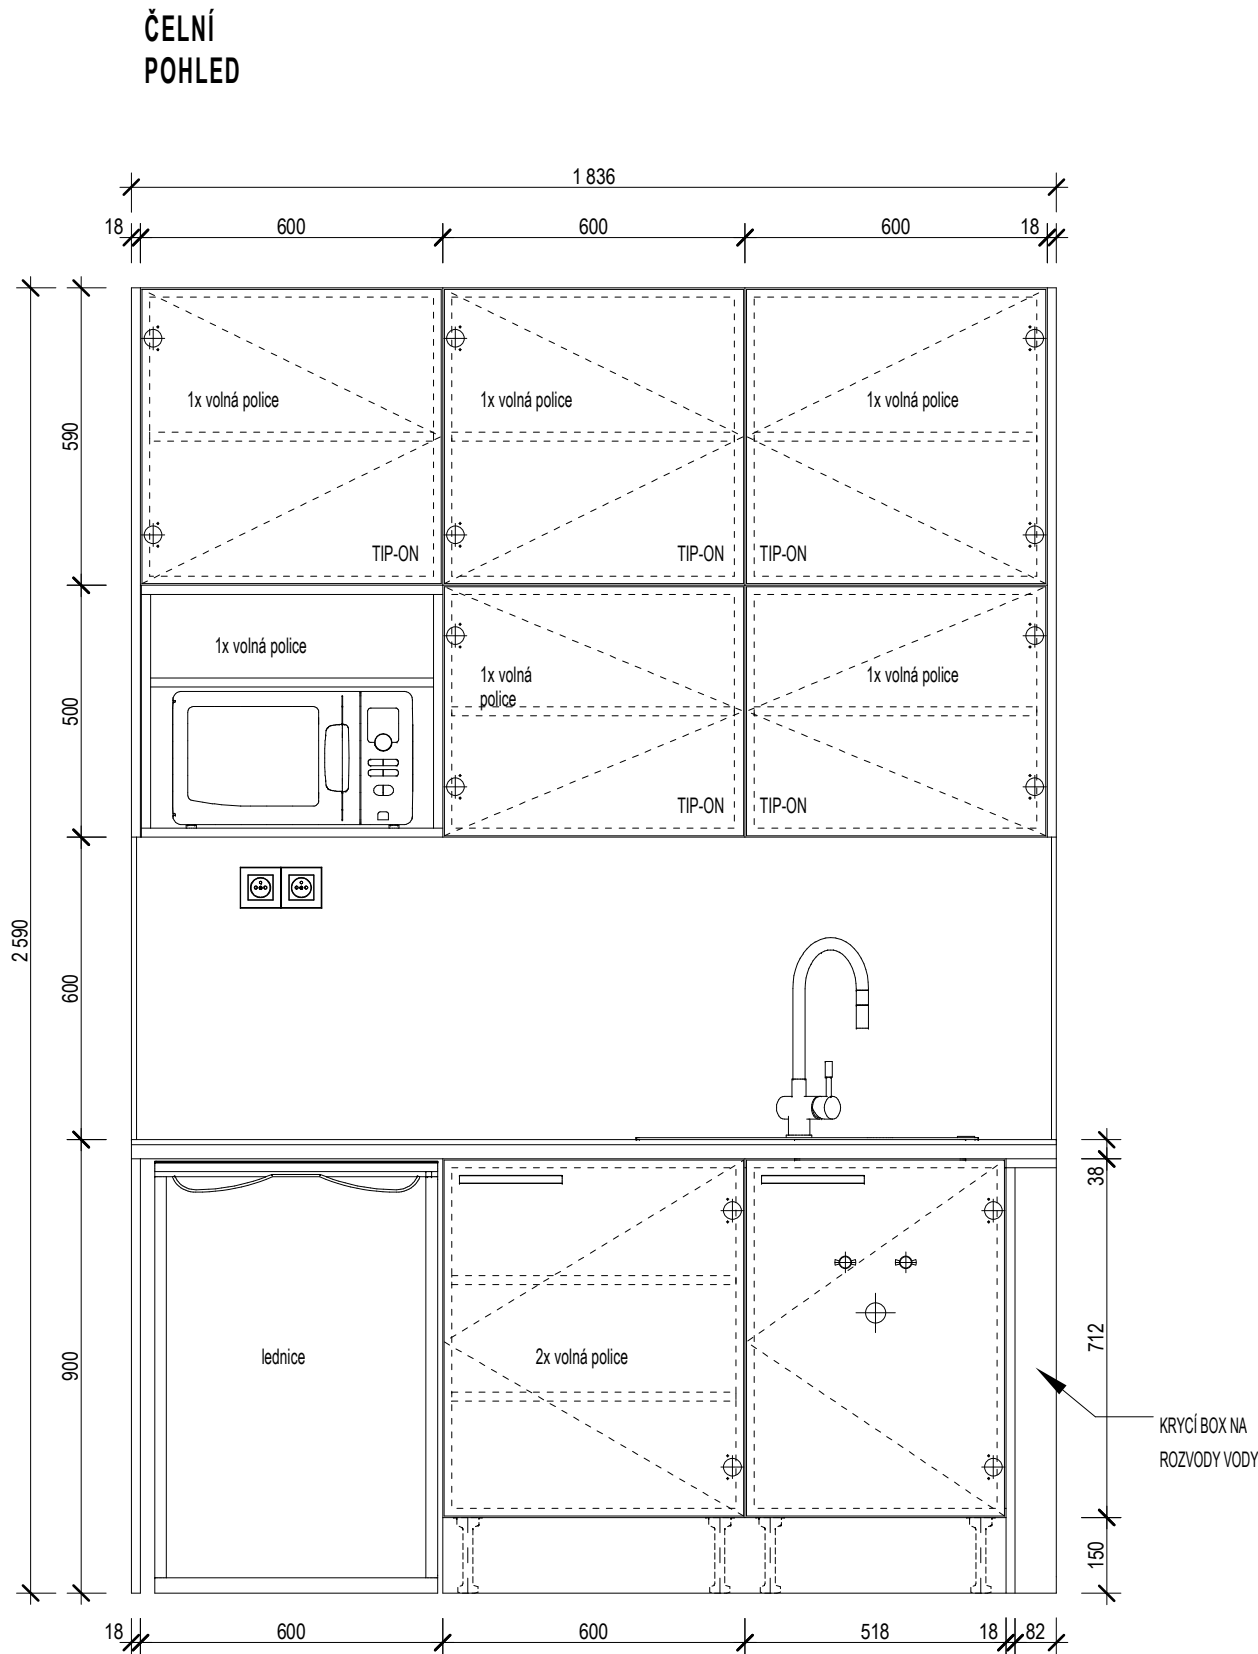 ČELNÍ
POHLED
1 836
18 600 600 600 18
1x volná police 1x volná police 1x volná police
590
TIP-ON TIP-ON TIP-ON
1x volná police 1x volná 1x volná police
police
500
TIP-ON TIP-ON
2 590
600
38
712
lednice 2x volná police
900
KRYCÍ BOX NA
ROZVODY VODY
150
18 600 600 518 18 82